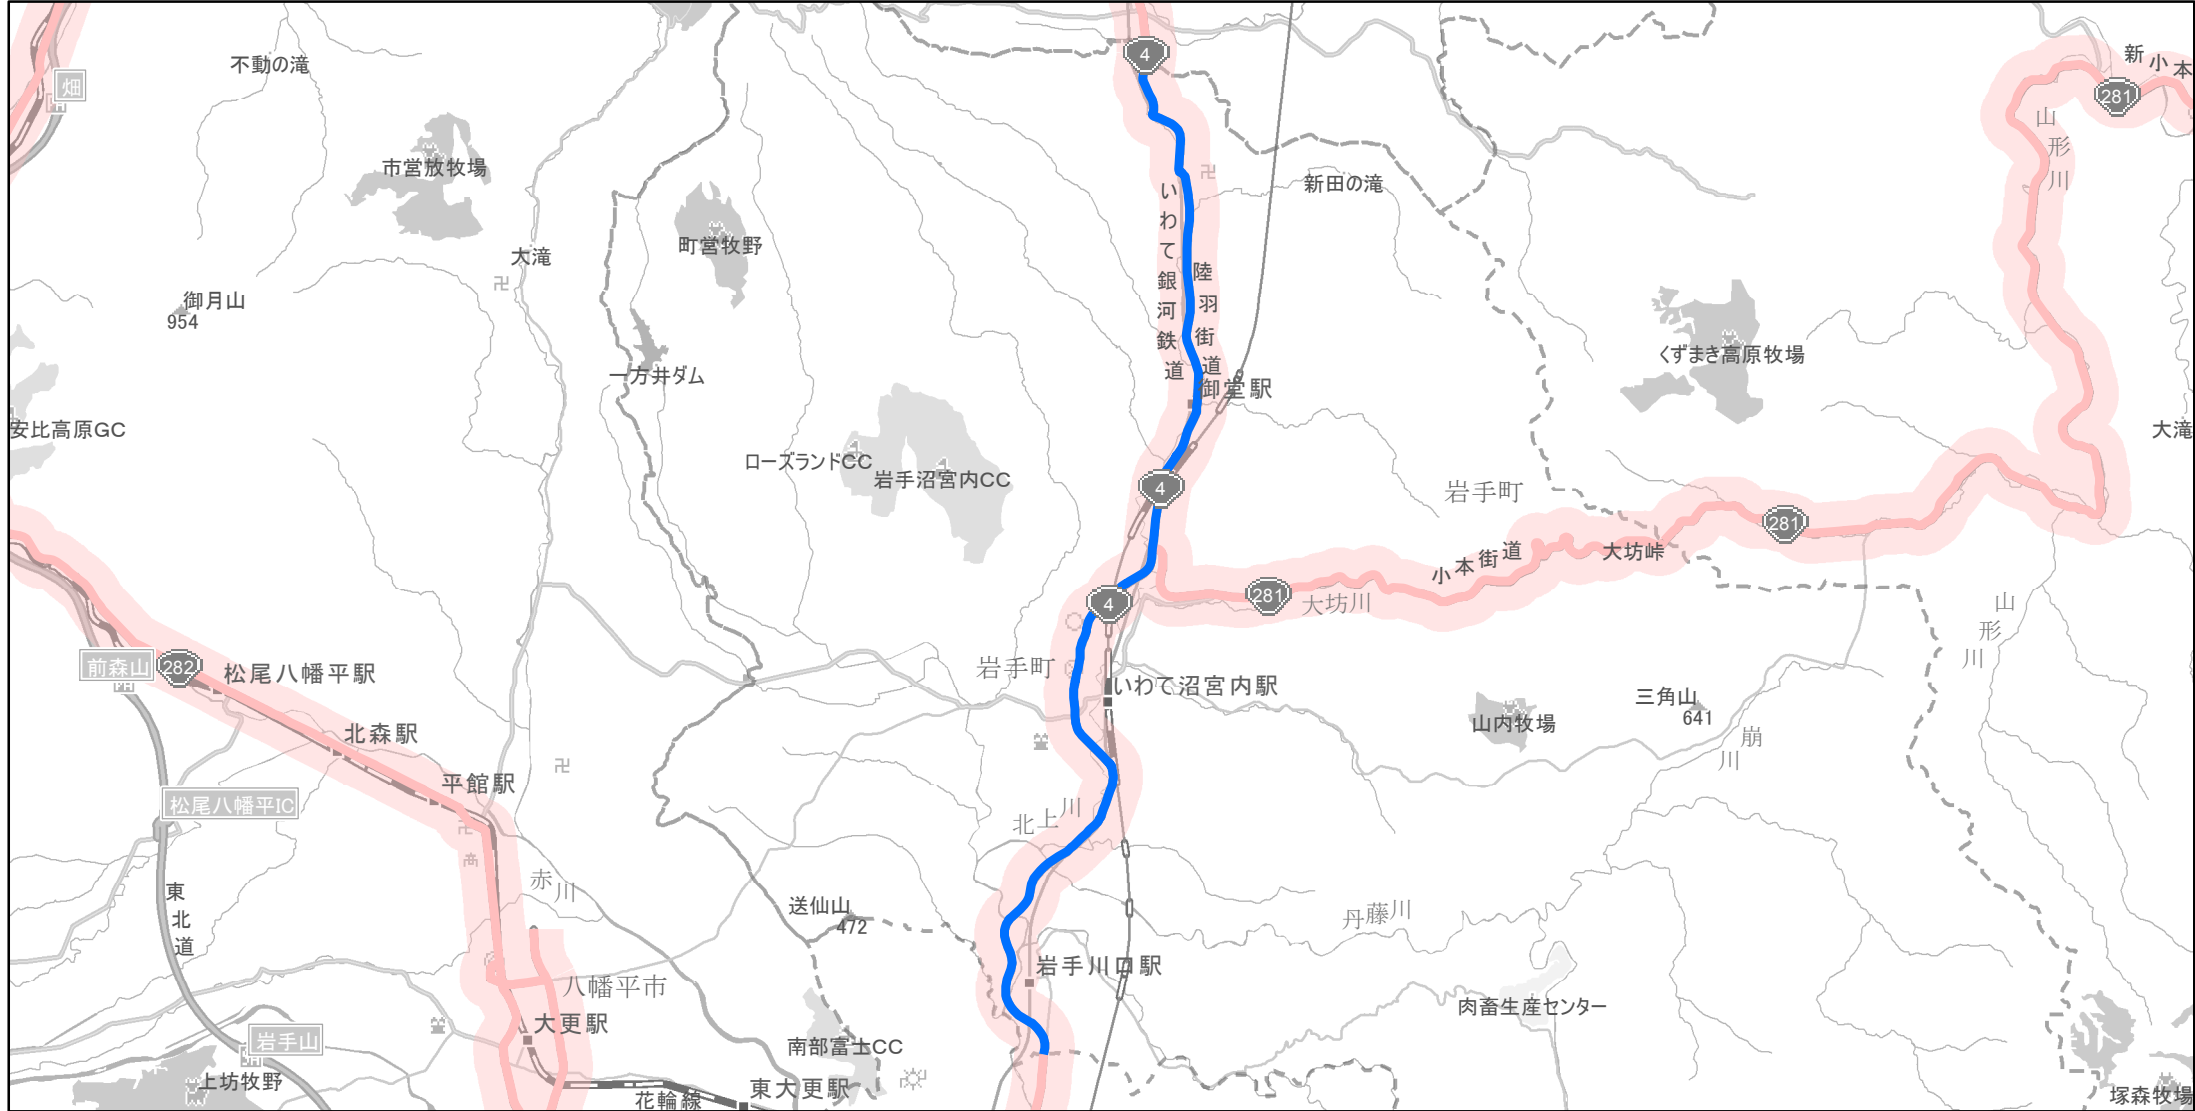 不動の滝
畑
PA
市営放牧場
町営牧野
大滝
御月山
954
一方井ダム
安比高原GC
ローズランドCC
岩手沼宮内CC
4
いわて銀河鉄道
陸羽街道
新田の滝
御堂駅
4
4
281
新小本
山形川
くずまき高原牧場
大滝
岩手町
小本街道
大坊峠
281
281
大坊川
山形川
前森山
PA
282
松尾八幡平駅
北森駅
平館駅
松尾八幡平IC
岩手町
いわて沼宮内駅
三角山
641
山内牧場
崩川
北上川
東北道
赤川
送仙山
472
丹藤川
岩手川口駅
八幡平市
大更駅
肉畜生産センター
岩手山
PA
上坊牧野
南部富士CC
東大更駅
花輪線
塚森牧場